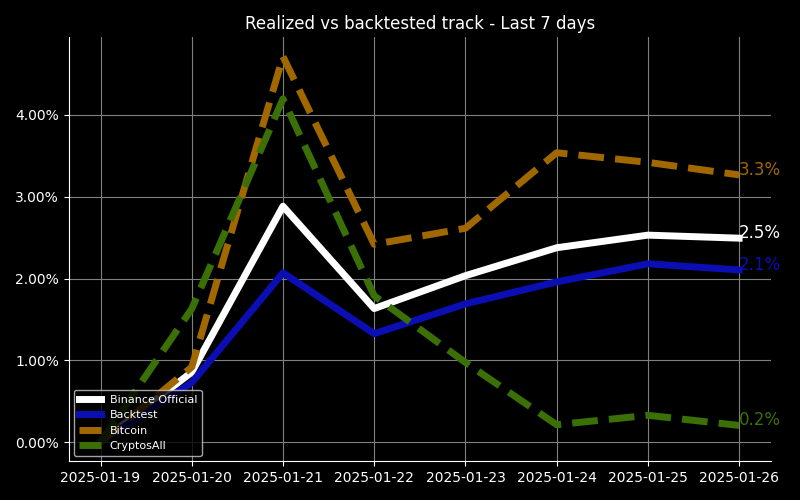 Realized vs backtested track - Last 7 days
4.00%
3.00%
2.00%
1.00%
0.00%
3.3%
2.5%
2.1%
0.2%
Binance Official
Backtest
Bitcoin
CryptosAll
2025-01-19 2025-01-20 2025-01-21 2025-01-22 2025-01-23 2025-01-24 2025-01-25 2025-01-26